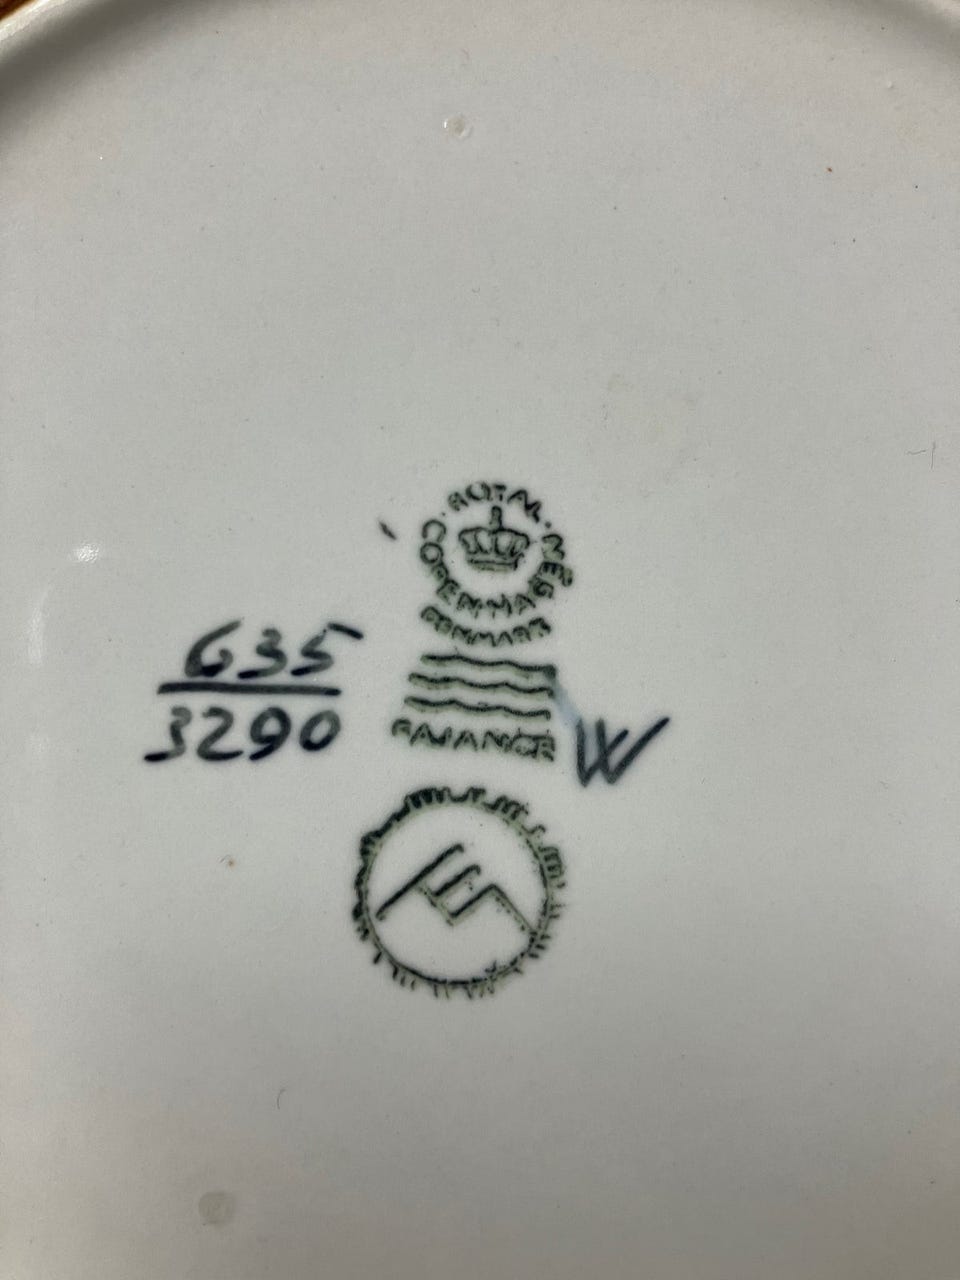 ROYAL COPENHAGEN
DENMARK
FAJANCE
635
3290
W